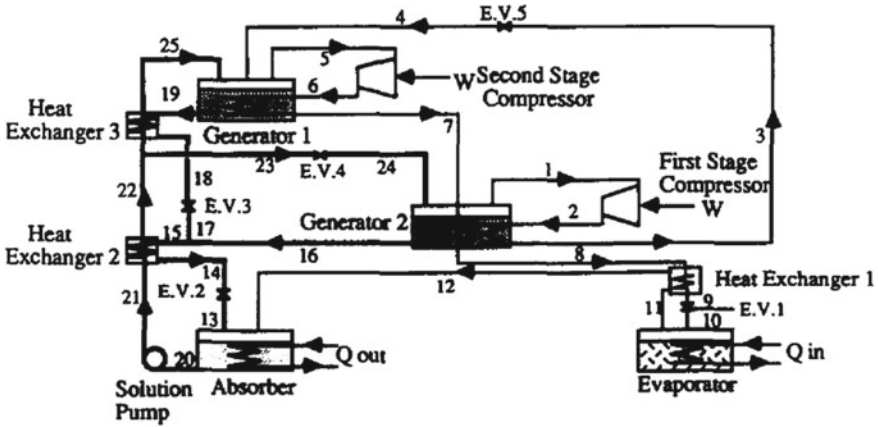 4
E.V.5
25
5
6
W
Second Stage
Compressor
19
Heat
Exchanger 3
Generator 1
7
3
23
E.V.4
24
18
1
First Stage
Compressor
22
E.V.3
2
W
Heat
Exchanger 2
15
17
Generator 2
16
8
14
12
Heat Exchanger 1
21
E.V.2
11
9
E.V.1
13
10
20
Q out
Q in
Solution
Pump
Absorber
Evaporator